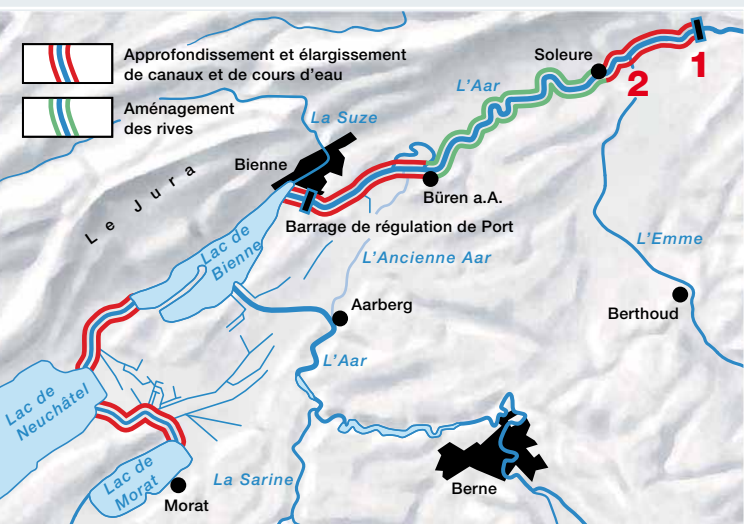 Approfondissement et élargissement
de canaux et de cours d'eau
Aménagement
des rives
Soleure
1
2
L'Aar
La Suze
Bienne
Le Jura
Büren a.A.
Barrage de régulation de Port
Lac de
Bienne
L'Ancienne Aar
L'Emme
Aarberg
Berthoud
L'Aar
Lac de
Neuchâtel
Lac de
Morat
La Sarine
Berne
Morat